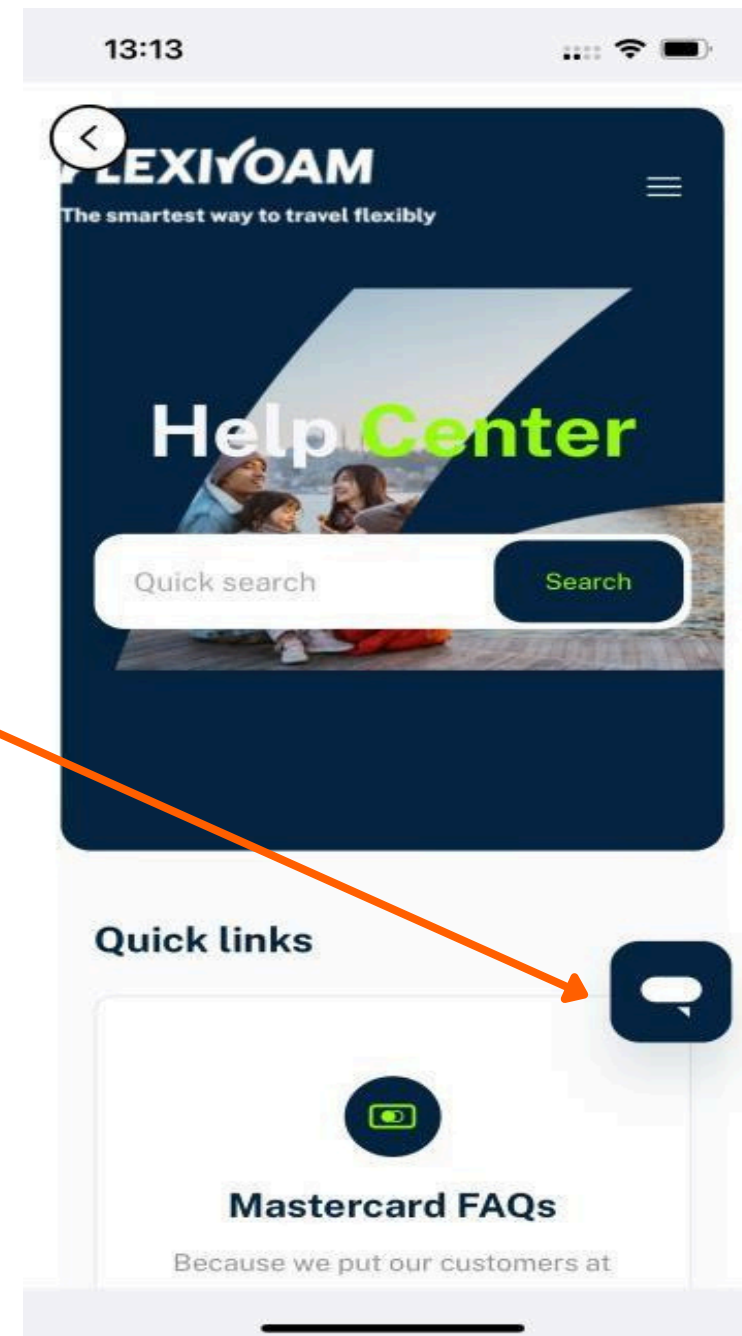 13:13
FLEXIROAM
The smartest way to travel flexibly
Help Center
Quick search
Search
Quick links
Mastercard FAQs
Because we put our customers at